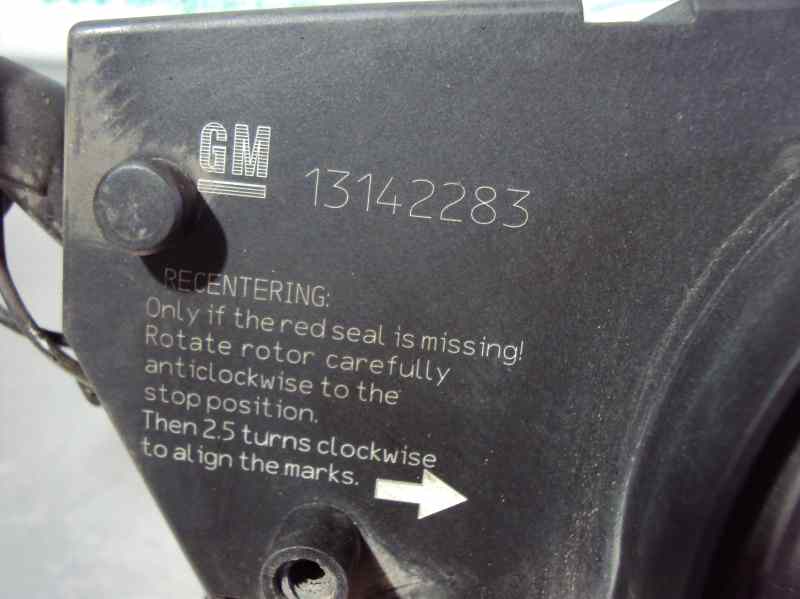 GM
13142283
RECENTERING:
Only if the red seal is missing!
Rotate rotor carefully
anticlockwise to the
stop position.
Then 2.5 turns clockwise
to align the marks.